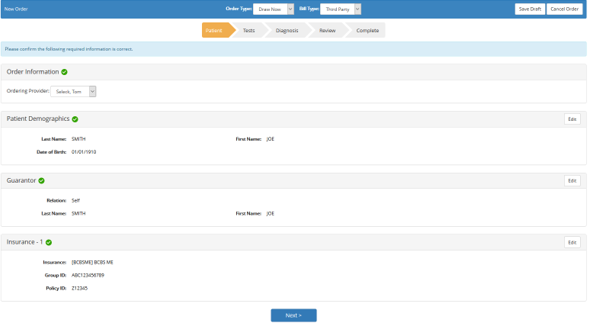 New Order Order Type: Draw Now Bill Type: Third Party Save Draft Cancel Order
Patient Tests Diagnosis Review Complete
Please confirm the following required information is correct.
Order Information
Ordering Provider: Select, Tom
Patient Demographics Edit
Last Name: SMITH First Name: JOE
Date of Birth: 01/01/1910
Guarantor Edit
Relation: Self
Last Name: SMITH First Name: JOE
Insurance - 1 Edit
Insurance: [BCBSME] BCBS ME
Group ID: ABC123456789
Policy ID: Z12345
Next »